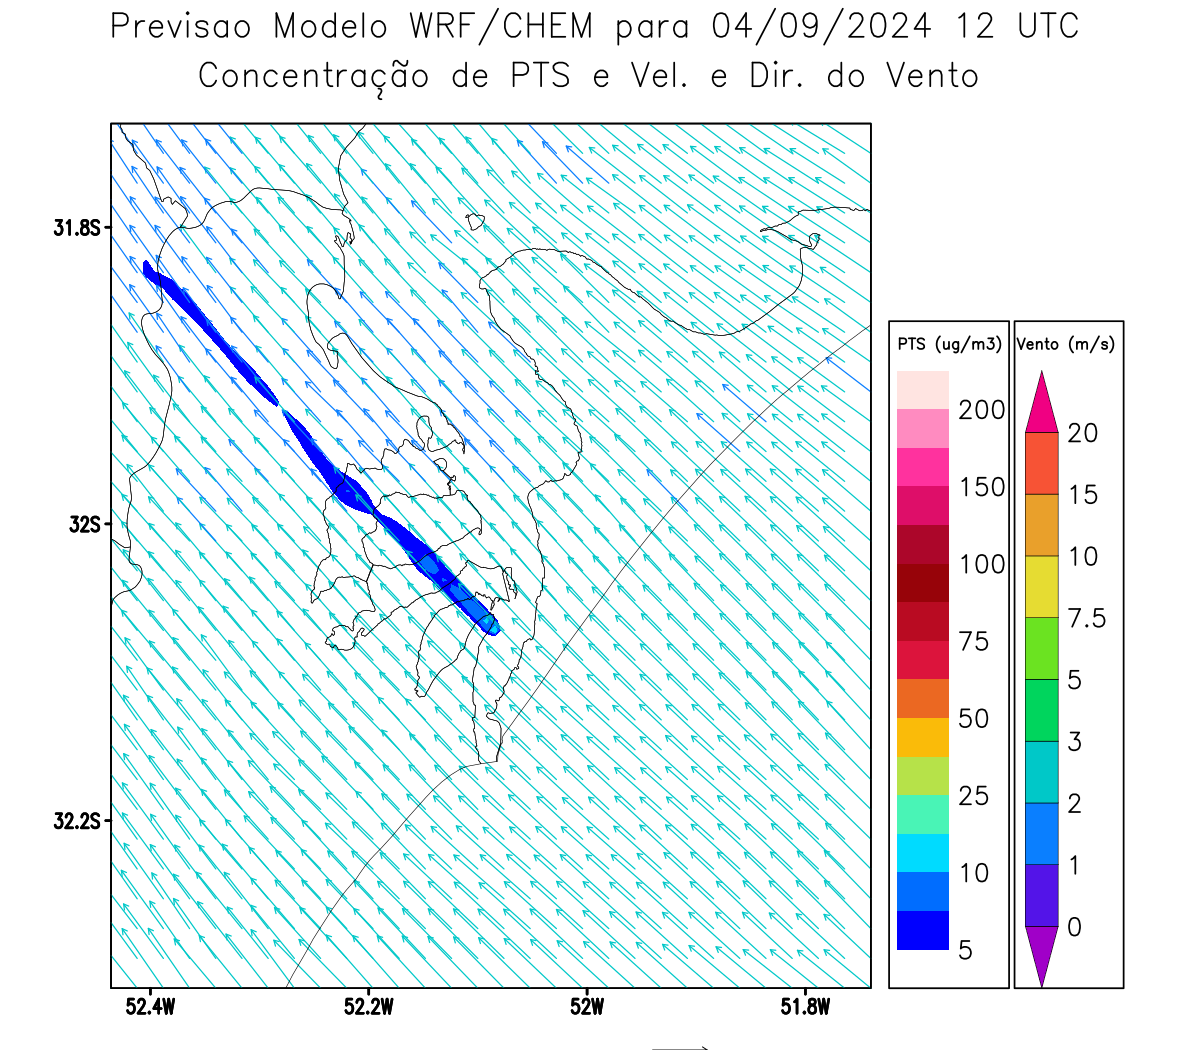 Previsao Modelo WRF/CHEM para 04/09/2024 12 UTC
Concentração de PTS e Vel. e Dir. do Vento
31.8S
32S
32.2S
52.4W
52.2W
52W
51.8W
PTS (ug/m3)
200
150
100
75
50
25
10
5
Vento (m/s)
20
15
10
7.5
5
3
2
1
0